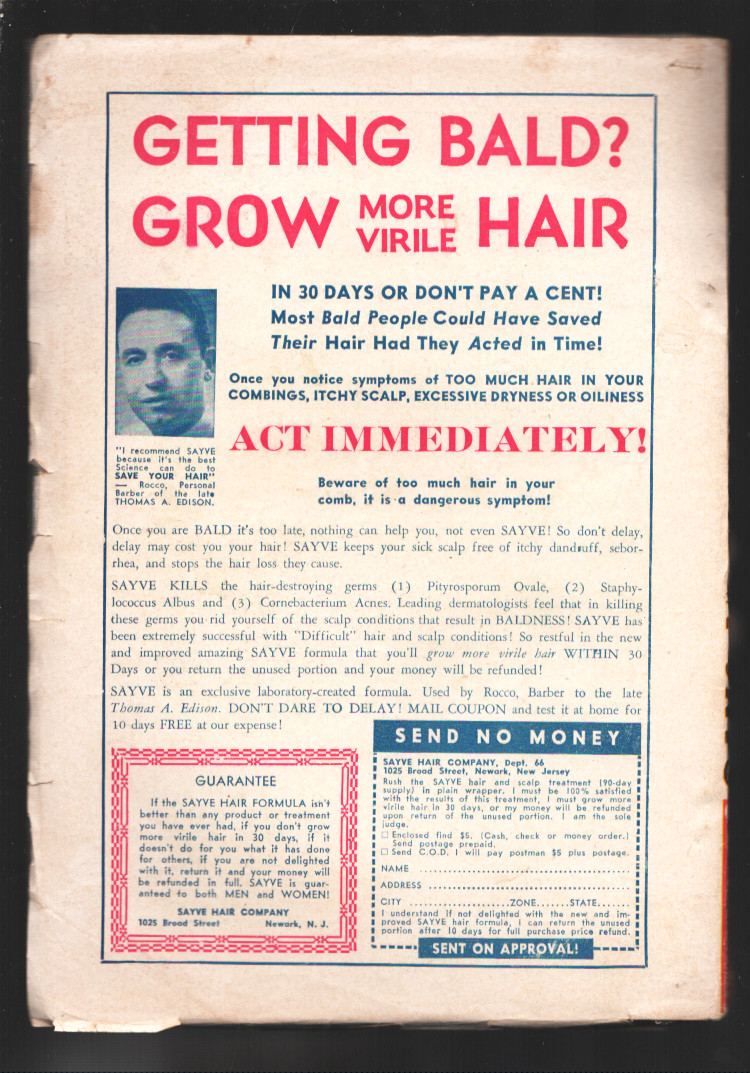 GETTING BALD?
GROW MORE VIRILE HAIR
IN 30 DAYS OR DON'T PAY A CENT!
Most Bald People Could Have Saved
Their Hair Had They Acted in Time!
Once you notice symptoms of TOO MUCH HAIR IN YOUR
COMBINGS, ITCHY SCALP, EXCESSIVE DRYNESS OR OILINESS
ACT IMMEDIATELY!
"I recommend SAYVE
because it's the best
Science can do to
SAVE YOUR HAIR"
— Rocco, Personal
Barber of the late
THOMAS A. EDISON.
Beware of too much hair in your
comb, it is a dangerous symptom!
Once you are BALD it's too late, nothing can help you, not even SAYVE! So don't delay,
delay may cost you your hair! SAYVE keeps your sick scalp free of itchy dandruff, sebor-
rhea, and stops the hair loss they cause.
SAYVE KILLS the hair-destroying germs (1) Pityrosporum Ovale, (2) Staphy-
lococcus Albus and (3) Cornebacterium Acnes. Leading dermatologists feel that in killing
these germs you rid yourself of the scalp conditions that result in BALDNESS! SAYVE has
been extremely successful with "Difficult" hair and scalp conditions! So restful in the new
and improved amazing SAYVE formula that you'll grow more virile hair WITHIN 30
Days or you return the unused portion and your money will be refunded!
SAYVE is an exclusive laboratory-created formula. Used by Rocco, Barber to the late
Thomas A. Edison. DON'T DARE TO DELAY! MAIL COUPON and test it at home for
10 days FREE at our expense!
GUARANTEE
If the SAYVE HAIR FORMULA isn't
better than any product or treatment
you have ever had, if you don't grow
more virile hair in 30 days, if it
doesn't do for you what it has done
for others, if you are not delighted
with it, return it and your money will
be refunded in full. SAYVE is guar-
anteed to both MEN and WOMEN!
SAYVE HAIR COMPANY
1025 Broad Street Newark, N. J.
SEND NO MONEY
SAYVE HAIR COMPANY, Dept. 66
1025 Broad Street, Newark, New Jersey
Rush the SAYVE hair and scalp treatment (90-day
supply) in plain wrapper. I must be 100% satisfied
with the results of this treatment, I must grow more
virile hair in 30 days, or my money will be refunded
upon return of the unused portion. I am the sole
judge.
☐ Enclosed find $5. (Cash, check or money order.)
Send postage prepaid.
☐ Send C.O.D. I will pay postman $5 plus postage.
NAME
ADDRESS
CITY ZONE STATE
I understand if not delighted with the new and im-
proved SAYVE hair formula, I can return the unused
portion after 10 days for full purchase price refund.
SENT ON APPROVAL!